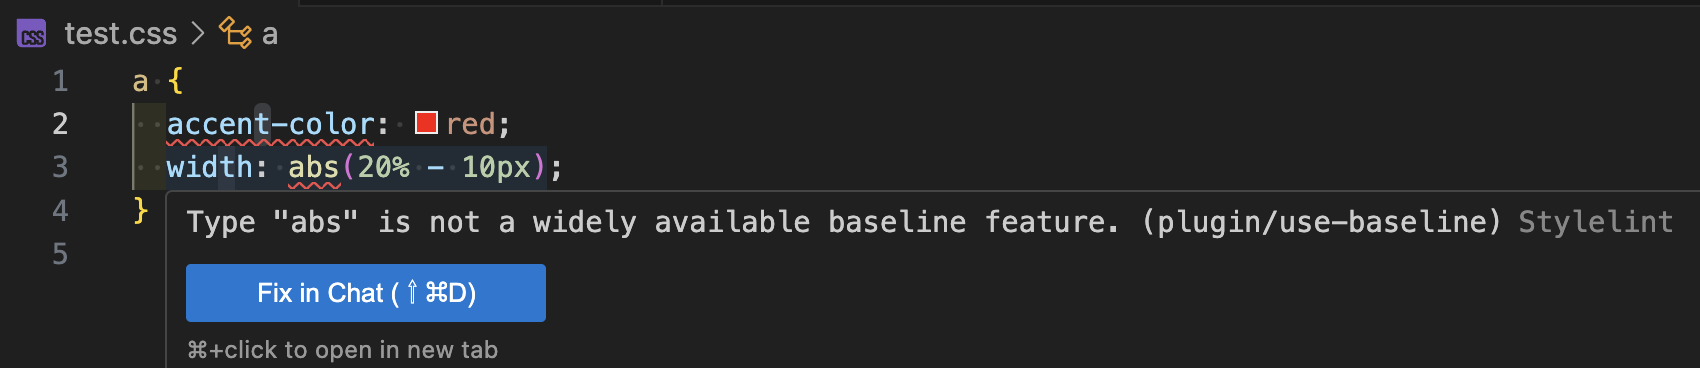 CSS test.css > a
1 a {
2 accent-color: red;
3 width: abs(20% - 10px);
4 }
5
Type "abs" is not a widely available baseline feature. (plugin/use-baseline) Stylelint
Fix in Chat (⇧⌘D)
⌘+click to open in new tab